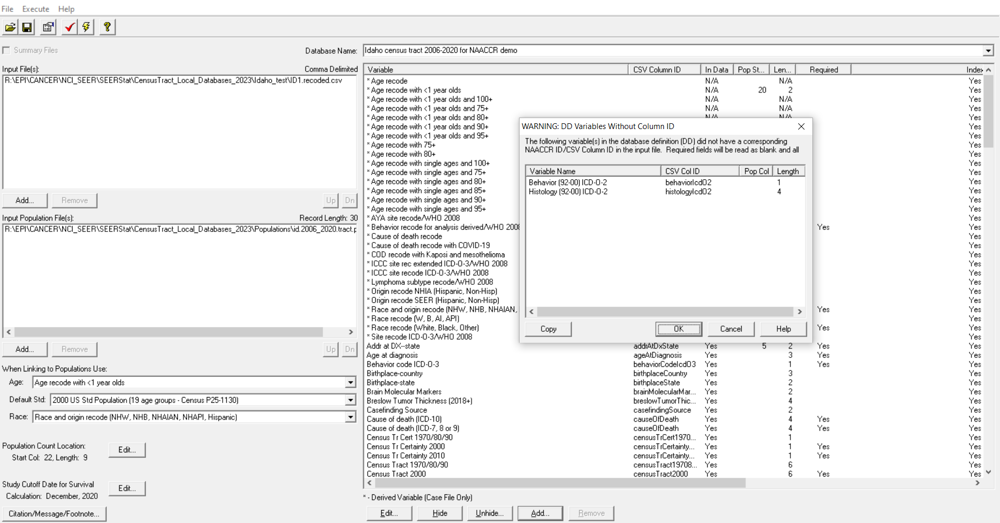 File Execute Help
Summary Files
Database Name: Idaho census tract 2006-2020 for NAACCR demo
Input File(s): Comma Delimited
R:\EPI\CANCER\NCI_SEER\SEERStat\CensusTract_Local_Databases_2023\Idaho_test\ID1.recoded.csv
Add... Remove Up Dn
Input Population File(s): Record Length: 30
R:\EPI\CANCER\NCI_SEER\SEERStat\CensusTract_Local_Databases_2023\Populations\id.2006_2020.tract.p
Add... Remove Up Dn
When Linking to Populations Use:
Age: Age recode with <1 year olds
Default Std: 2000 US Std Population (19 age groups - Census P25-1130)
Race: Race and origin recode (NHW, NHB, NHAIAN, NHAPI, Hispanic)
Population Count Location:
Start Col: 22, Length: 9
Edit...
Study Cutoff Date for Survival
Calculation: December, 2020
Edit...
Citation/Message/Footnote...
Variable CSV Column ID In Data Pop St... Len... Required Index
* Age recode N/A N/A Yes
* Age recode with <1 year olds N/A 20 2 Yes
* Age recode with <1 year olds and 100+ N/A N/A Yes
* Age recode with <1 year olds and 75+ N/A N/A Yes
* Age recode with <1 year olds and 80+ N/A N/A Yes
* Age recode with <1 year olds and 90+ Yes
* Age recode with <1 year olds and 95+ Yes
* Age recode with 75+ Yes
* Age recode with 80+ Yes
* Age recode with single ages and 100+ Yes
* Age recode with single ages and 75+ Yes
* Age recode with single ages and 80+ Yes
* Age recode with single ages and 85+ Yes
* Age recode with single ages and 90+ Yes
* Age recode with single ages and 95+ Yes
* AYA site recode/WHO 2008 Yes
* Behavior recode for analysis derived/WHO 2008 Yes Yes
* Cause of death recode Yes
* Cause of death recode with COVID-19 Yes
* COD recode with Kaposi and mesothelioma Yes
* ICCC site rec extended ICD-O-3/WHO 2008 Yes
* ICCC site recode ICD-O-3/WHO 2008 Yes
* Lymphoma subtype recode/WHO 2008 Yes
* Origin recode NHIA (Hispanic, Non-Hisp) Yes
* Origin recode SEER (Hispanic, Non-Hisp) Yes
* Race and origin recode (NHW, NHB, NHAIAN, Yes Yes
* Race recode (W, B, AI, API) Yes
* Race recode (White, Black, Other) Yes Yes
* Site recode ICD-O-3/WHO 2008 Yes
Addr at DX--state addrAtDxState Yes 5 2 Yes Yes
Age at diagnosis ageAtDiagnosis Yes 3 Yes Yes
Behavior code ICD-O-3 behaviorCodeIcdO3 Yes 1 Yes Yes
Birthplace-country birthplaceCountry Yes 3 Yes
Birthplace-state birthplaceState Yes 2 Yes
Brain Molecular Markers brainMolecularMar... Yes 2 Yes
Breslow Tumor Thickness (2018+) breslowTumorThic... Yes 4 Yes
Casefinding Source casefindingSource Yes 2 Yes
Cause of death (ICD-10) causeOfDeath Yes 4 Yes Yes
Cause of death (ICD-7, 8 or 9) causeOfDeath Yes 4 Yes Yes
Census Tr Cert 1970/80/90 censusTrCert1970... Yes 1 Yes
Census Tr Certainty 2000 censusTrCertainty... Yes 1 Yes Yes
Census Tr Certainty 2010 censusTrCertainty... Yes 1 Yes Yes
Census Tract 1970/80/90 censusTract19708... Yes 6 Yes
Census Tract 2000 censusTract2000 Yes 6 Yes Yes
* - Derived Variable (Case File Only)
Edit... Hide Unhide... Add... Remove
WARNING: DD Variables Without Column ID
The following variable(s) in the database definition (DD) did not have a corresponding
NAACCR ID/CSV Column ID in the input file. Required fields will be read as blank and all
Variable Name CSV Col ID Pop Col Length
Behavior (92-00) ICD-O-2 behaviorIcdO2 1
Histology (92-00) ICD-O-2 histologyIcdO2 4
Copy OK Cancel Help